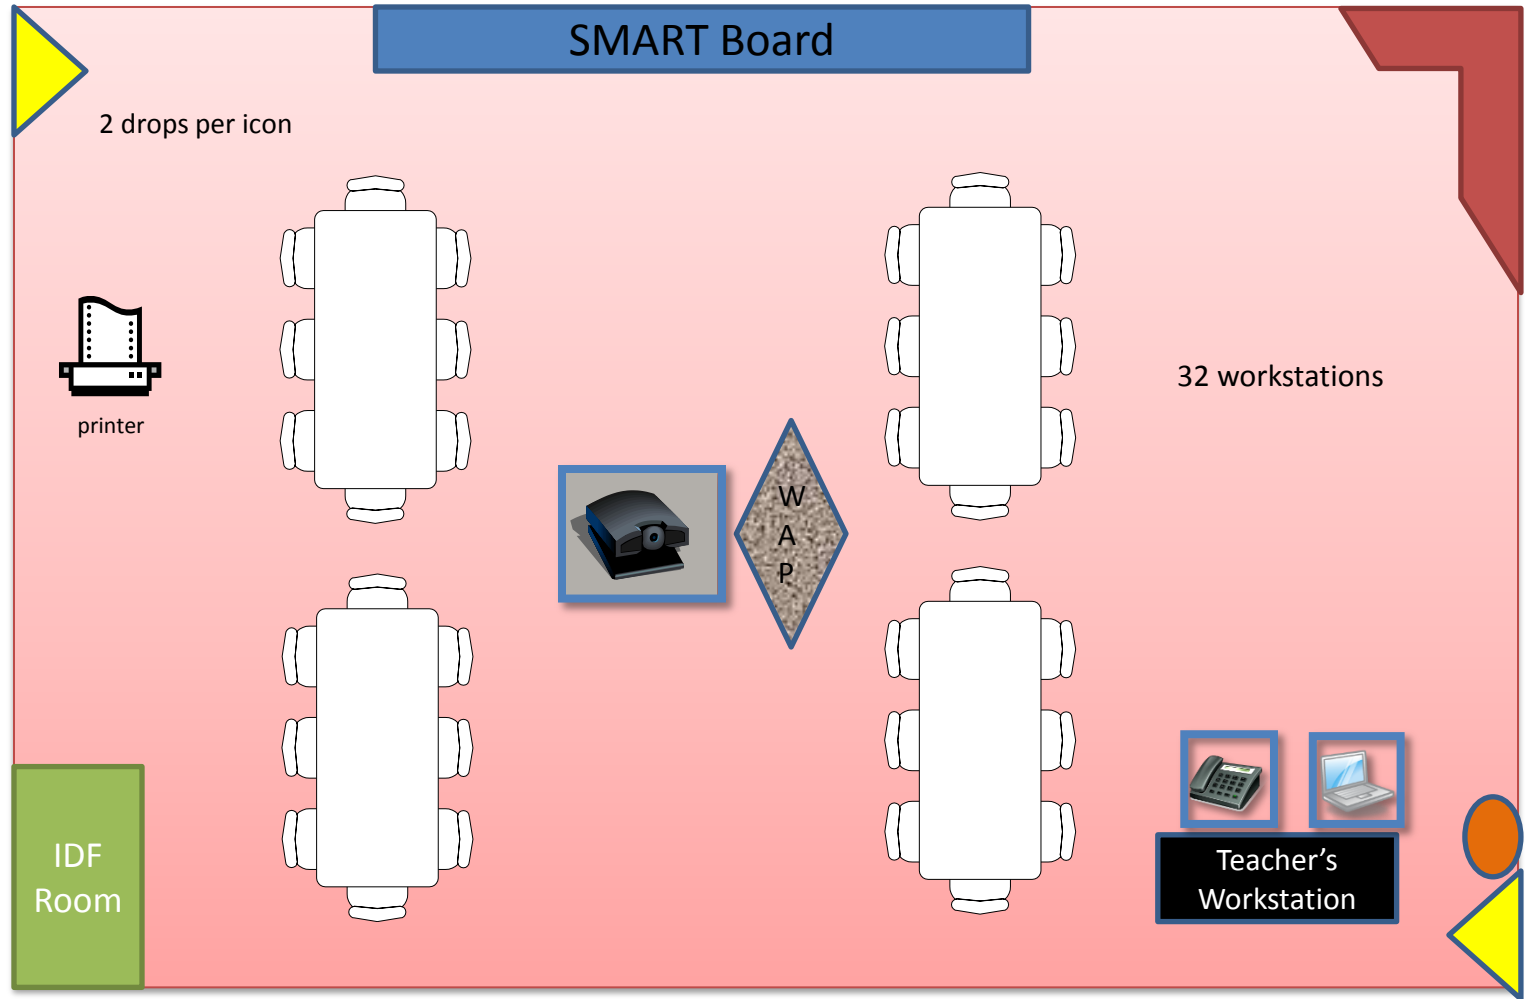 SMART Board
2 drops per icon
32 workstations
printer
W
A
P
Teacher’s
Workstation
IDF
Room